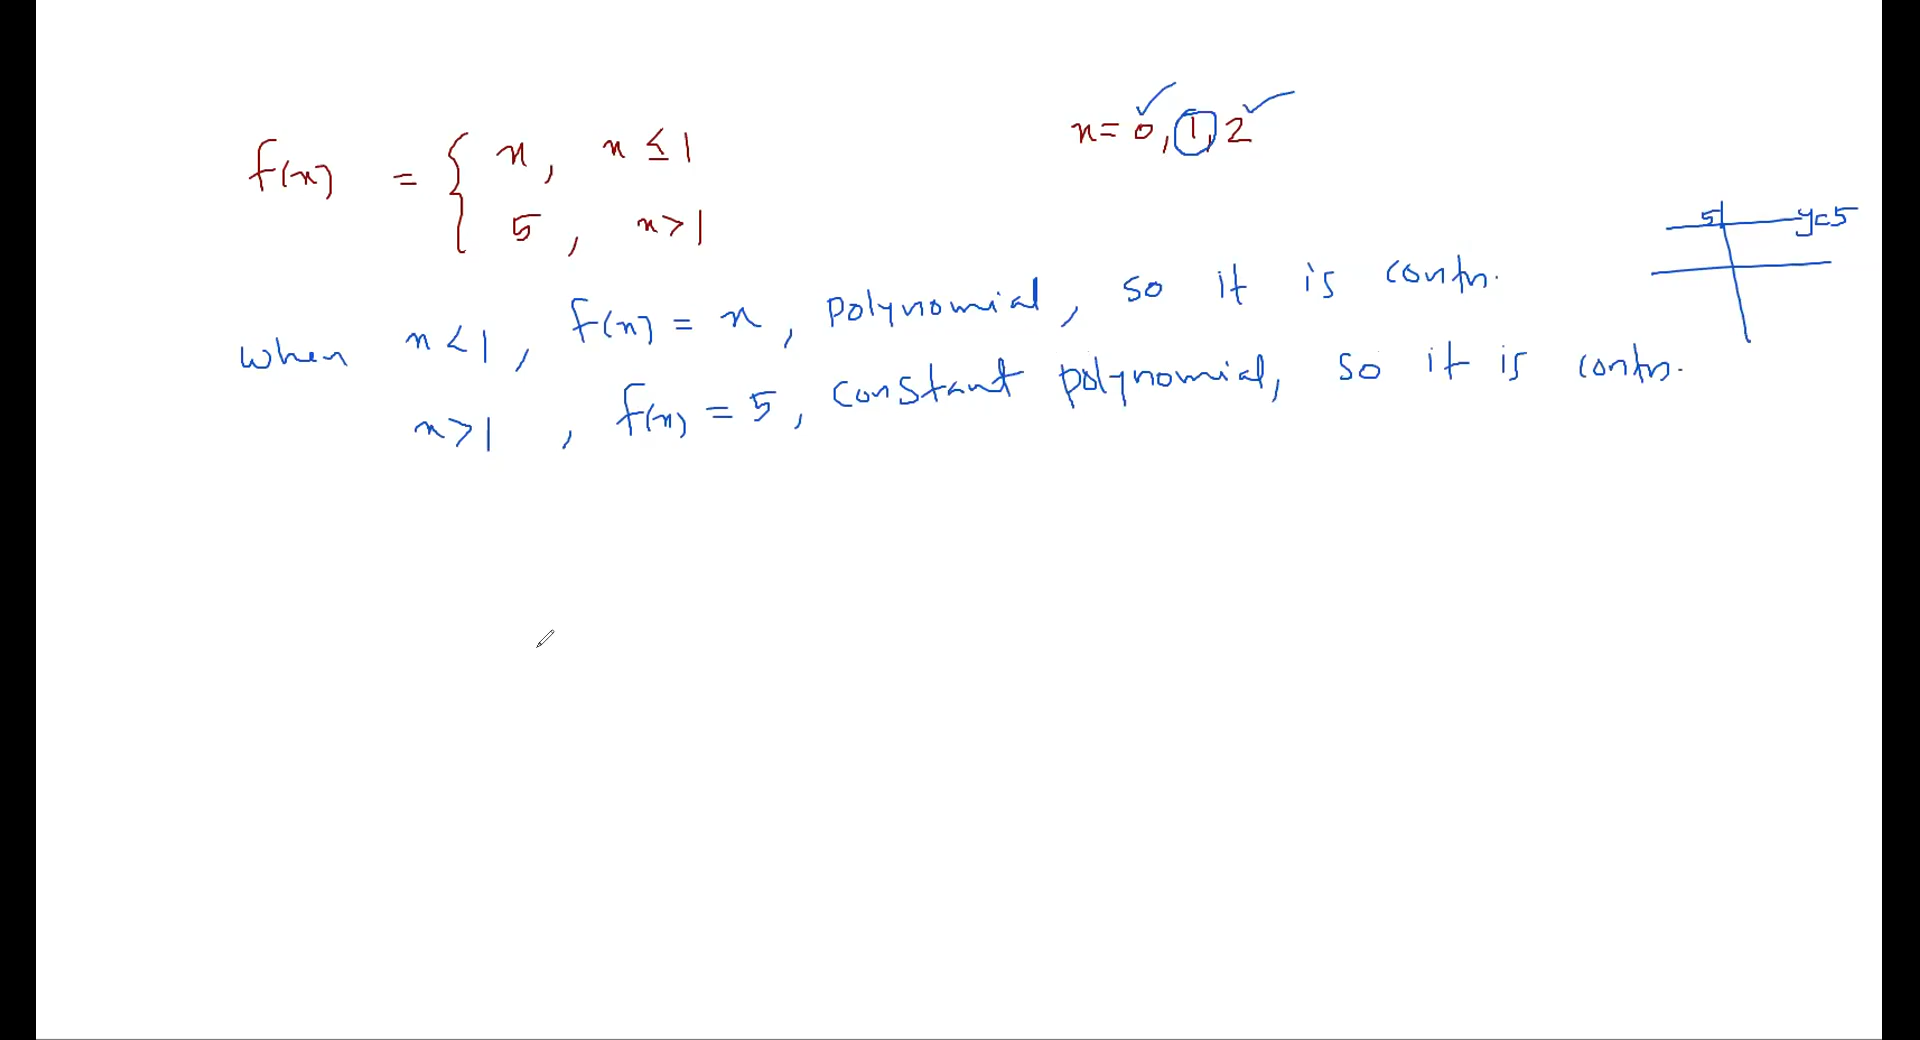 f(x) = { x, x ≤ 1
5, x > 1
x = 0, 1, 2
5 y=5
when x < 1, f(x) = x, polynomial, so it is contn.
x > 1, f(x) = 5, constant polynomial, so it is contn.